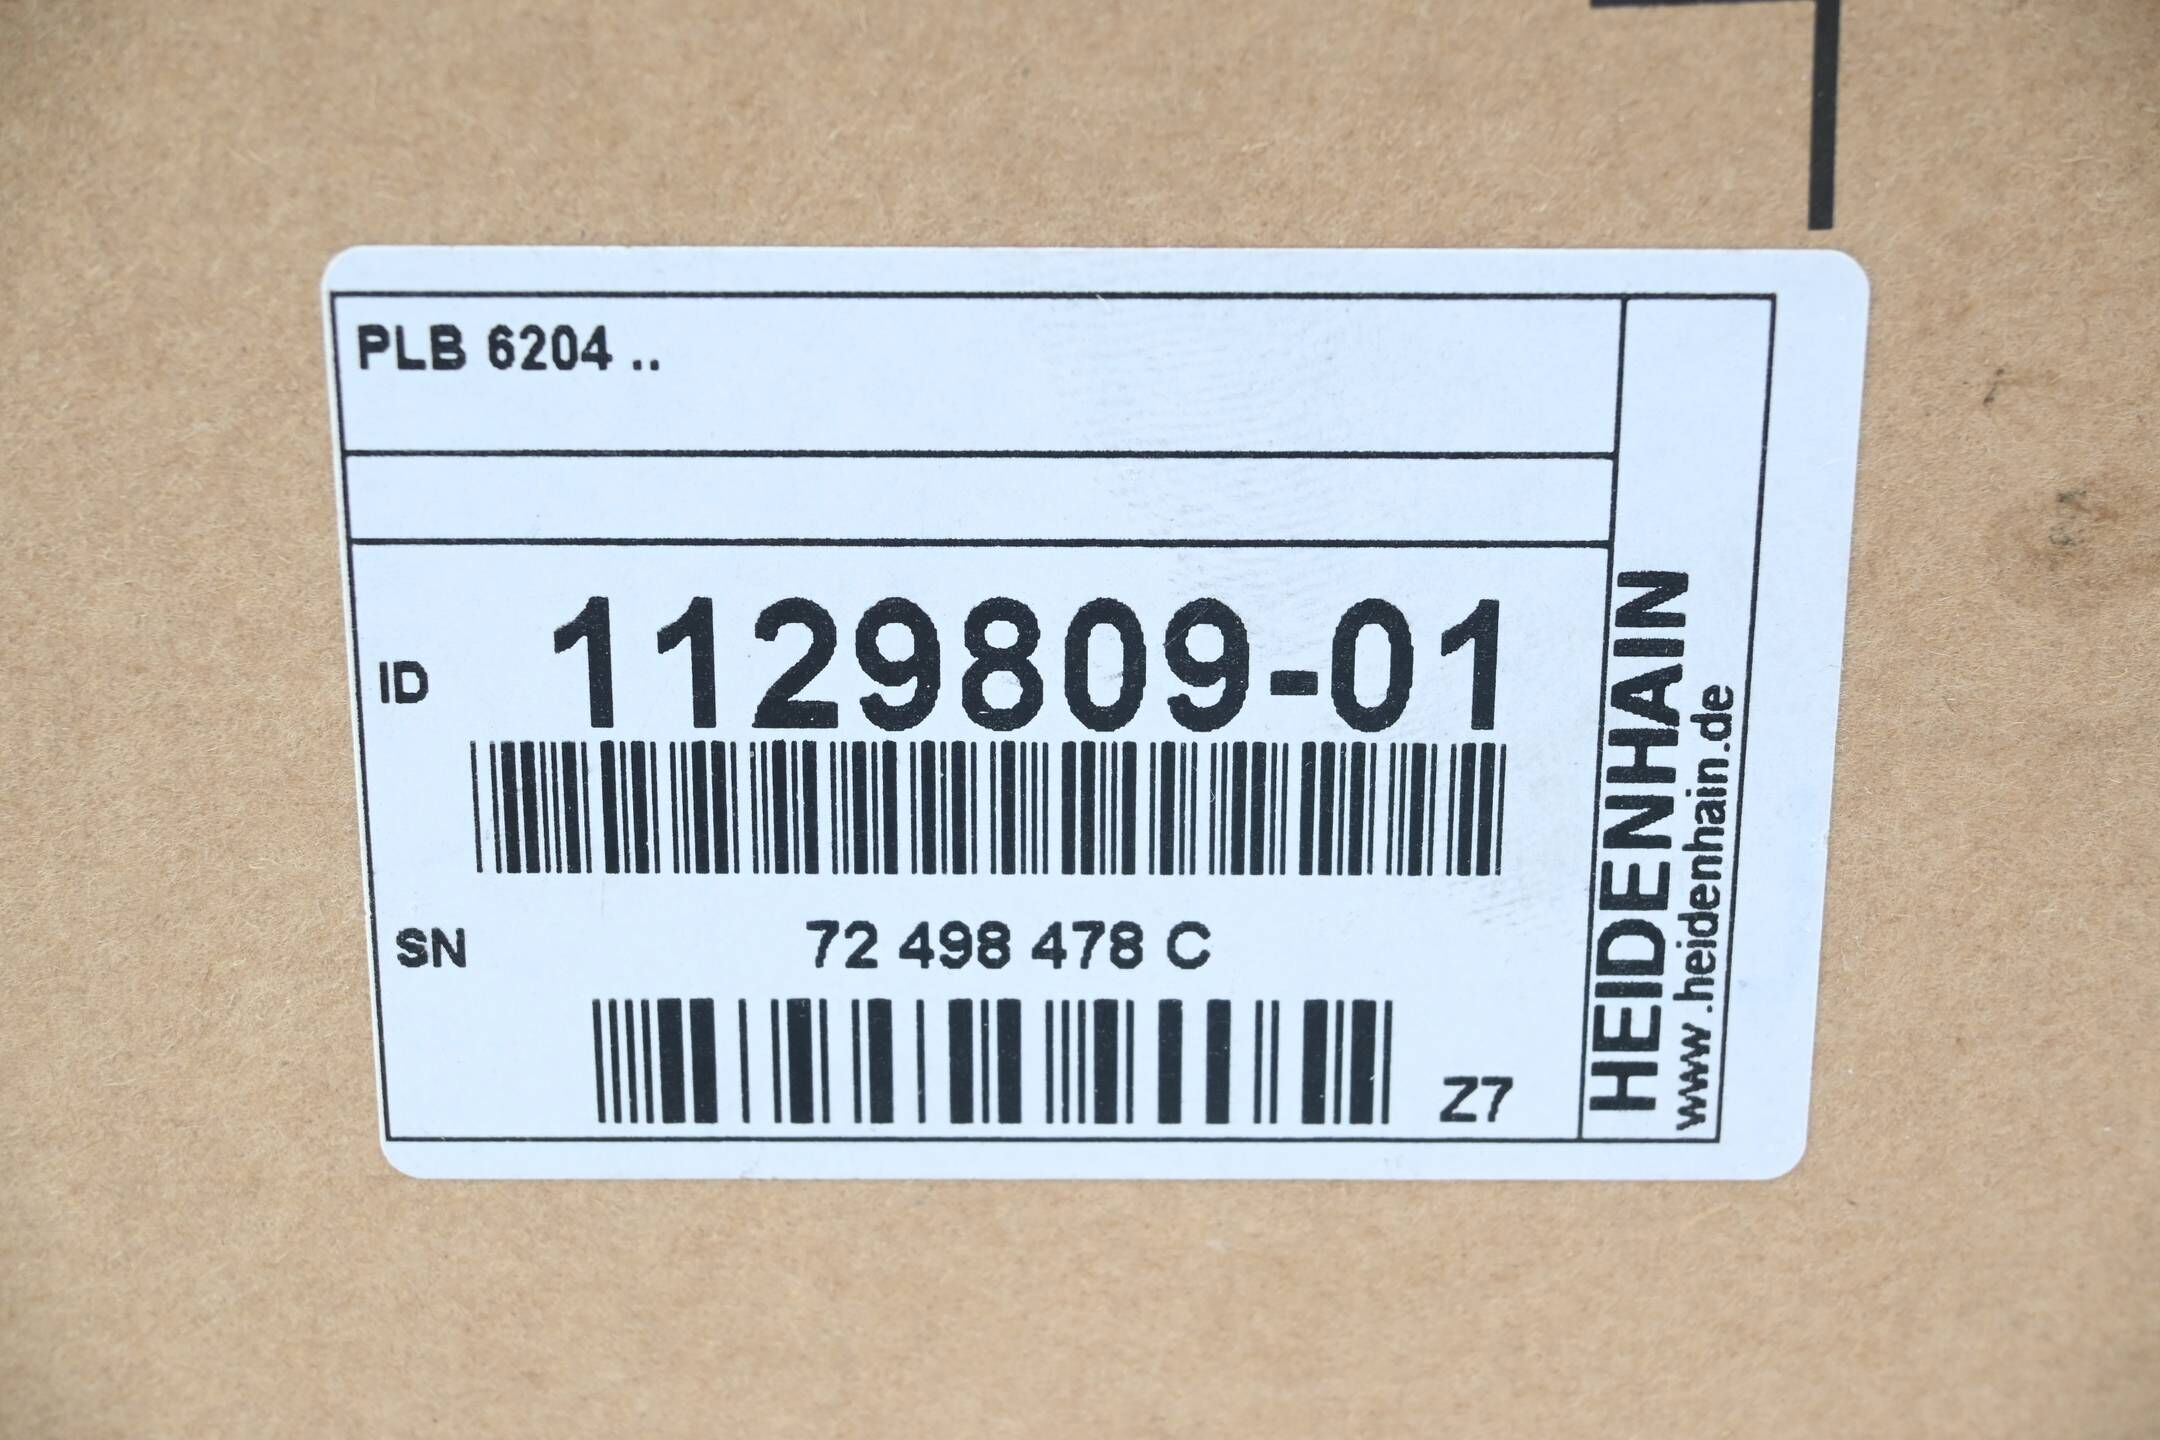 PLB 6204 ..
ID 1129809-01
SN 72 498 478 C
Z7
HEIDENHAIN
www.heidenhain.de